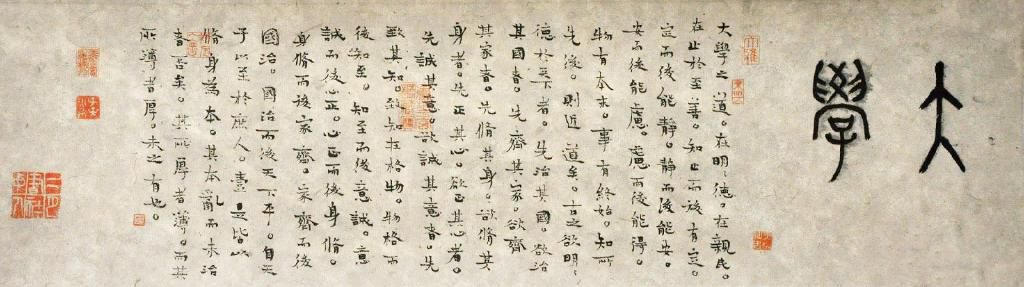 大學
大學之道。在明〻德。在親民。
在止於至善。知止而後有定。
定而後能靜。靜而後能安。
安而後能慮。慮而後能得。
物有本末。事有終始。知所
先後。則近道矣。古之欲明〻
德於天下者。先治其國。欲治
其國者。先齊其家。欲齊
其家者。先脩其身。欲脩其
身者。先正其心。欲正其心者。
先誠其意。欲誠其意者。先
致其知。致知在格物。物格而
後知至。知至而後意誠。意
誠而後心正。心正而後身脩。
身脩而後家齊。家齊而後
國治。國治而後天下平。自天
子以至於庶人。壹是皆以
脩身為本。其本亂而末治
者否矣。其所厚者薄。而其
所薄者厚。未之有也。